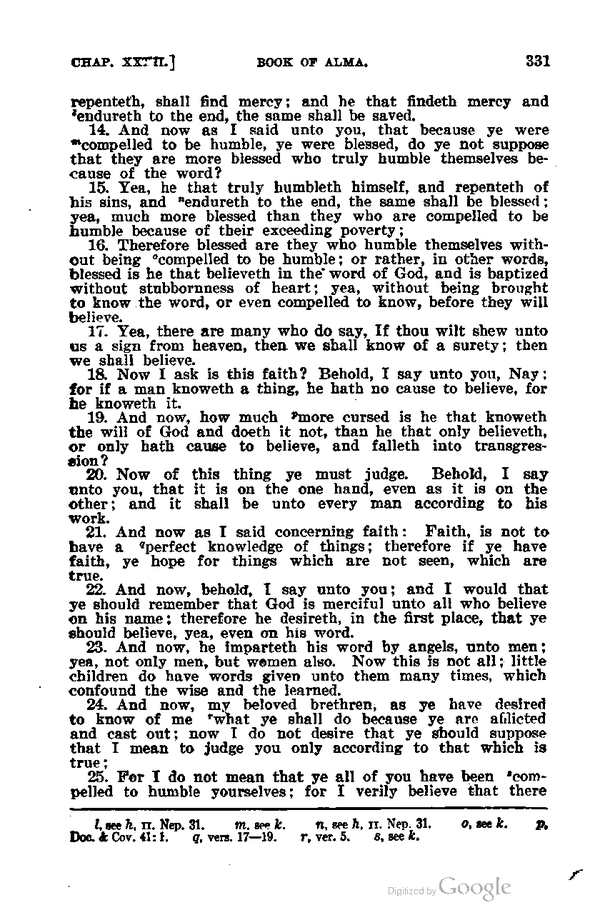 CHAP. XXXII.] BOOK OF ALMA. 331
repenteth, shall find mercy; and he that findeth mercy and
ˡendureth to the end, the same shall be saved.
14. And now as I said unto you, that because ye were
ᵐcompelled to be humble, ye were blessed, do ye not suppose
that they are more blessed who truly humble themselves be-
cause of the word?
15. Yea, he that truly humbleth himself, and repenteth of
his sins, and ⁿendureth to the end, the same shall be blessed;
yea, much more blessed than they who are compelled to be
humble because of their exceeding poverty;
16. Therefore blessed are they who humble themselves with-
out being ᵒcompelled to be humble; or rather, in other words,
blessed is he that believeth in the word of God, and is baptized
without stubbornness of heart; yea, without being brought
to know the word, or even compelled to know, before they will
believe.
17. Yea, there are many who do say, If thou wilt shew unto
us a sign from heaven, then we shall know of a surety; then
we shall believe.
18. Now I ask is this faith? Behold, I say unto you, Nay;
for if a man knoweth a thing, he hath no cause to believe, for
he knoweth it.
19. And now, how much ᵖmore cursed is he that knoweth
the will of God and doeth it not, than he that only believeth,
or only hath cause to believe, and falleth into transgres-
sion?
20. Now of this thing ye must judge. Behold, I say
unto you, that it is on the one hand, even as it is on the
other; and it shall be unto every man according to his
work.
21. And now as I said concerning faith: Faith, is not to
have a qperfect knowledge of things; therefore if ye have
faith, ye hope for things which are not seen, which are
true.
22. And now, behold, I say unto you; and I would that
ye should remember that God is merciful unto all who believe
on his name; therefore he desireth, in the first place, that ye
should believe, yea, even on his word.
23. And now, he imparteth his word by angels, unto men;
yea, not only men, but women also. Now this is not all; little
children do have words given unto them many times, which
confound the wise and the learned.
24. And now, my beloved brethren, as ye have desired
to know of me ʳwhat ye shall do because ye are afflicted
and cast out; now I do not desire that ye should suppose
that I mean to judge you only according to that which is
true;
25. For I do not mean that ye all of you have been ˢcom-
pelled to humble yourselves; for I verily believe that there
l, see h, II. Nep. 31. m, see k. n, see h, II. Nep. 31. o, see k. p,
Doc. & Cov. 41:1. q, vers. 17—19. r, ver. 5. s, see k.
Digitized by Google